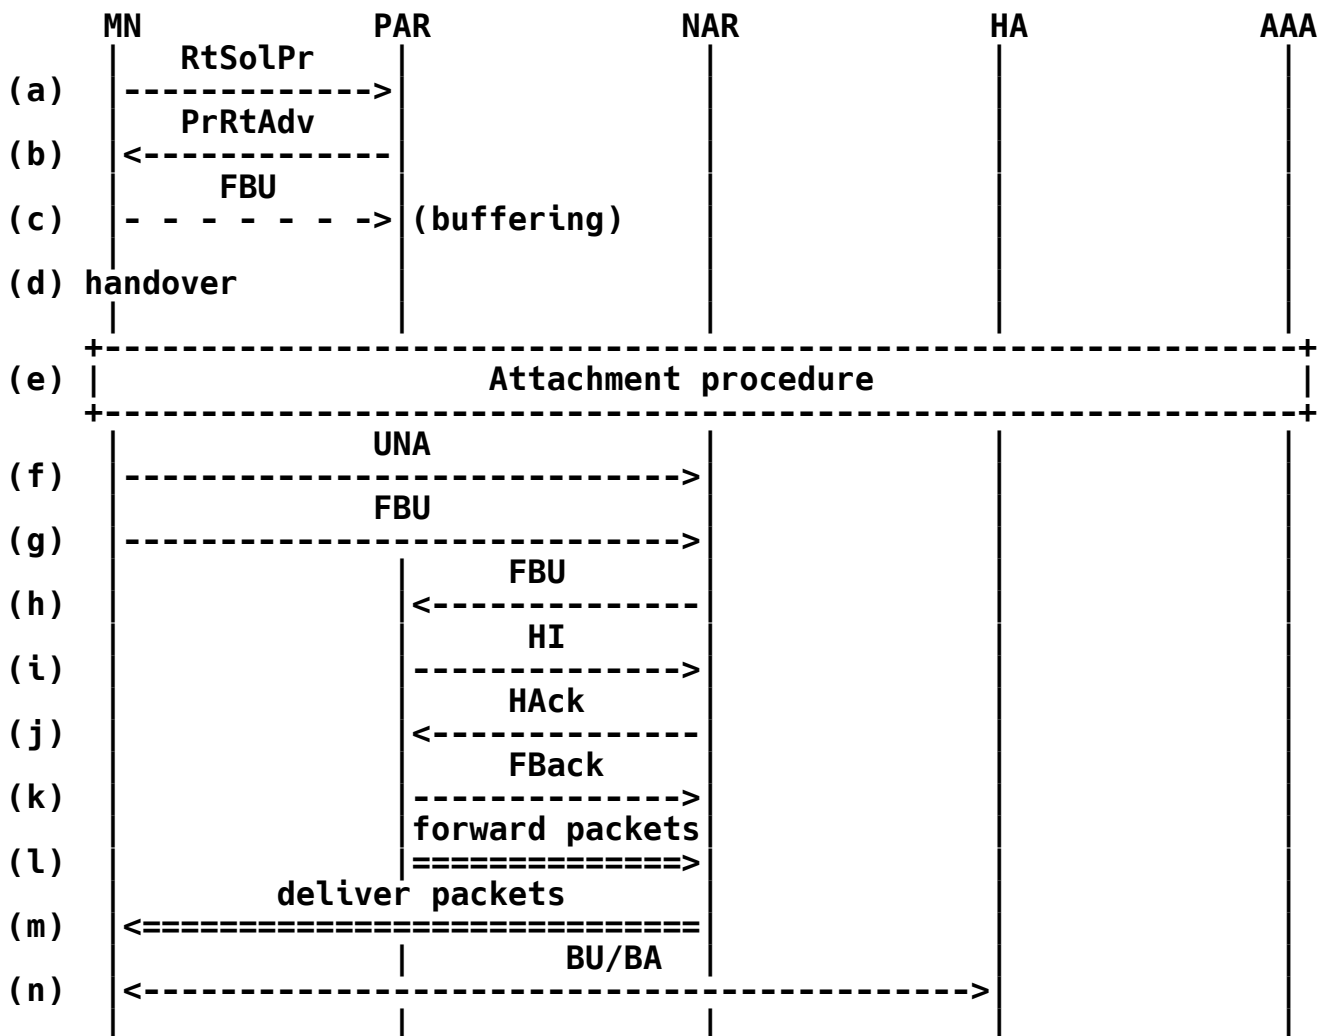 MN PAR NAR HA AAA
RtSolPr
(a) ------------->
PrRtAdv
(b) <-------------
FBU
(c) - - - - - - -> (buffering)
(d) handover
+---------------------------------------------------------------+
(e) | Attachment procedure |
+---------------------------------------------------------------+
UNA
(f) ----------------------------->
FBU
(g) ----------------------------->
FBU
(h) <--------------
HI
(i) -------------->
HAck
(j) <--------------
FBack
(k) -------------->
forward packets
(l) ==============>
deliver packets
(m) <=============================
BU/BA
(n) <------------------------------------------->